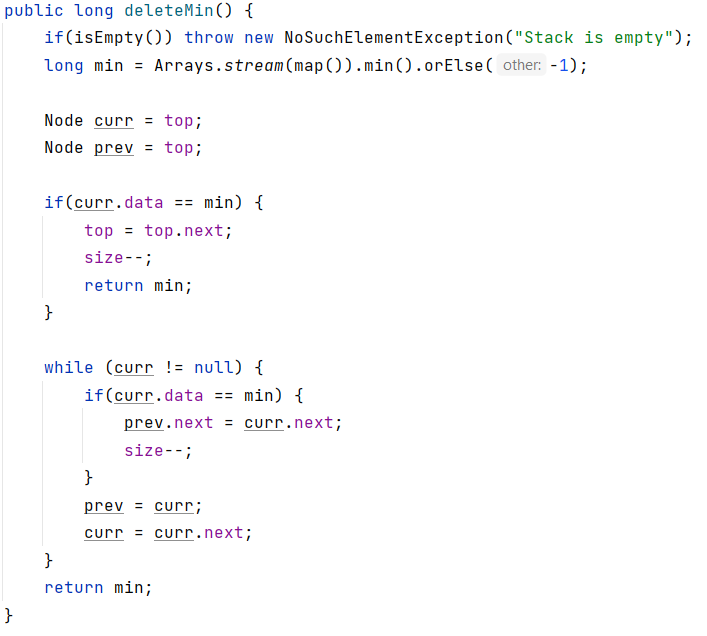 public long deleteMin() {
    if(isEmpty()) throw new NoSuchElementException("Stack is empty");
    long min = Arrays.stream(map()).min().orElse( other: -1);

    Node curr = top;
    Node prev = top;

    if(curr.data == min) {
        top = top.next;
        size--;
        return min;
    }

    while (curr != null) {
        if(curr.data == min) {
            prev.next = curr.next;
            size--;
        }
        prev = curr;
        curr = curr.next;
    }
    return min;
}